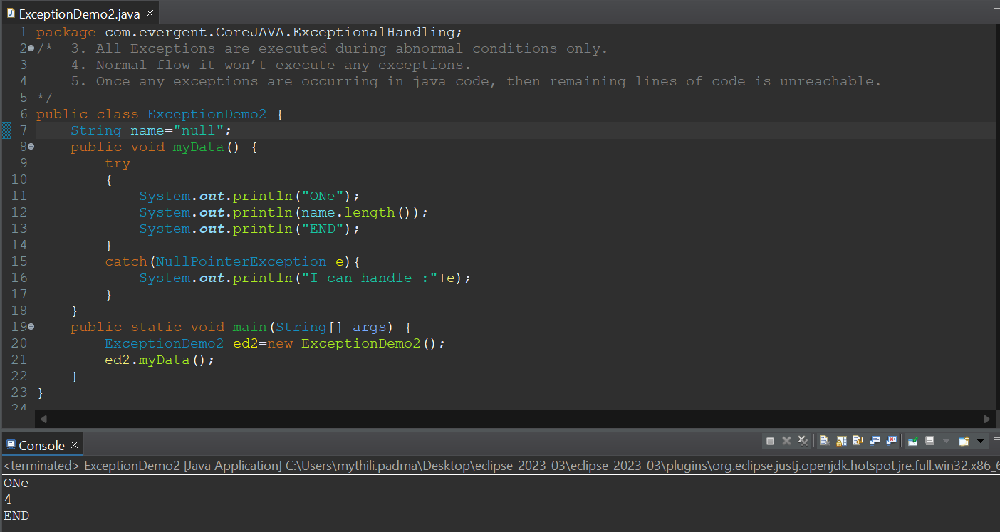 ExceptionDemo2.java ×
1 package com.evergent.CoreJAVA.ExceptionalHandling;
2 /*  3. All Exceptions are executed during abnormal conditions only.
3     4. Normal flow it won’t execute any exceptions.
4     5. Once any exceptions are occurring in java code, then remaining lines of code is unreachable.
5 */
6 public class ExceptionDemo2 {
7     String name="null";
8     public void myData() {
9         try
10         {
11             System.out.println("ONe");
12             System.out.println(name.length());
13             System.out.println("END");
14         }
15         catch(NullPointerException e){
16             System.out.println("I can handle :"+e);
17         }
18     }
19     public static void main(String[] args) {
20         ExceptionDemo2 ed2=new ExceptionDemo2();
21         ed2.myData();
22     }
23 }
24
Console ×
<terminated> ExceptionDemo2 [Java Application] C:\Users\mythili.padma\Desktop\eclipse-2023-03\eclipse-2023-03\plugins\org.eclipse.justj.openjdk.hotspot.jre.full.win32.x86_6
ONe
4
END